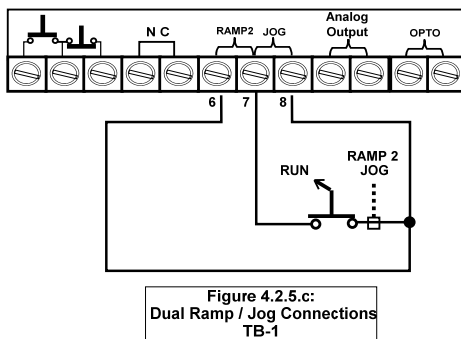 N C
RAMP2
JOG
Analog
Output
OPTO
6
7
8
RUN
RAMP 2
JOG
Figure 4.2.5.c:
Dual Ramp / Jog Connections
TB-1